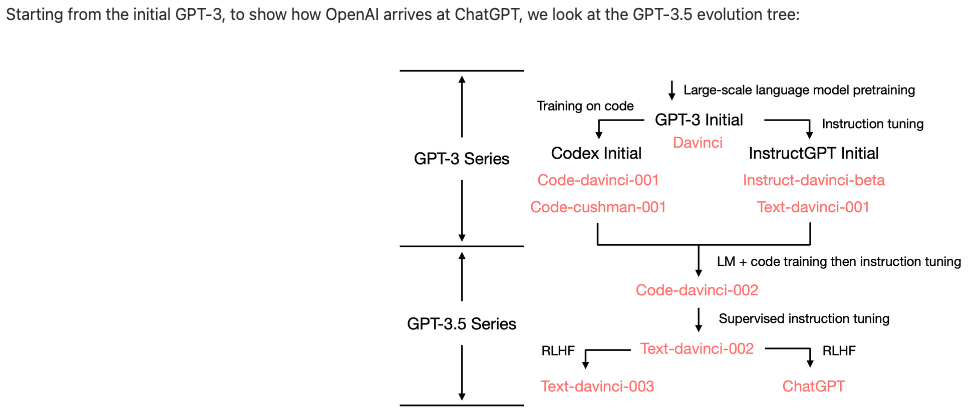 Starting from the initial GPT-3, to show how OpenAI arrives at ChatGPT, we look at the GPT-3.5 evolution tree:
Large-scale language model pretraining
Training on code
GPT-3 Initial
Instruction tuning
Davinci
GPT-3 Series
Codex Initial
InstructGPT Initial
Code-davinci-001
Instruct-davinci-beta
Code-cushman-001
Text-davinci-001
LM + code training then instruction tuning
Code-davinci-002
GPT-3.5 Series
Supervised instruction tuning
RLHF
Text-davinci-002
RLHF
Text-davinci-003
ChatGPT